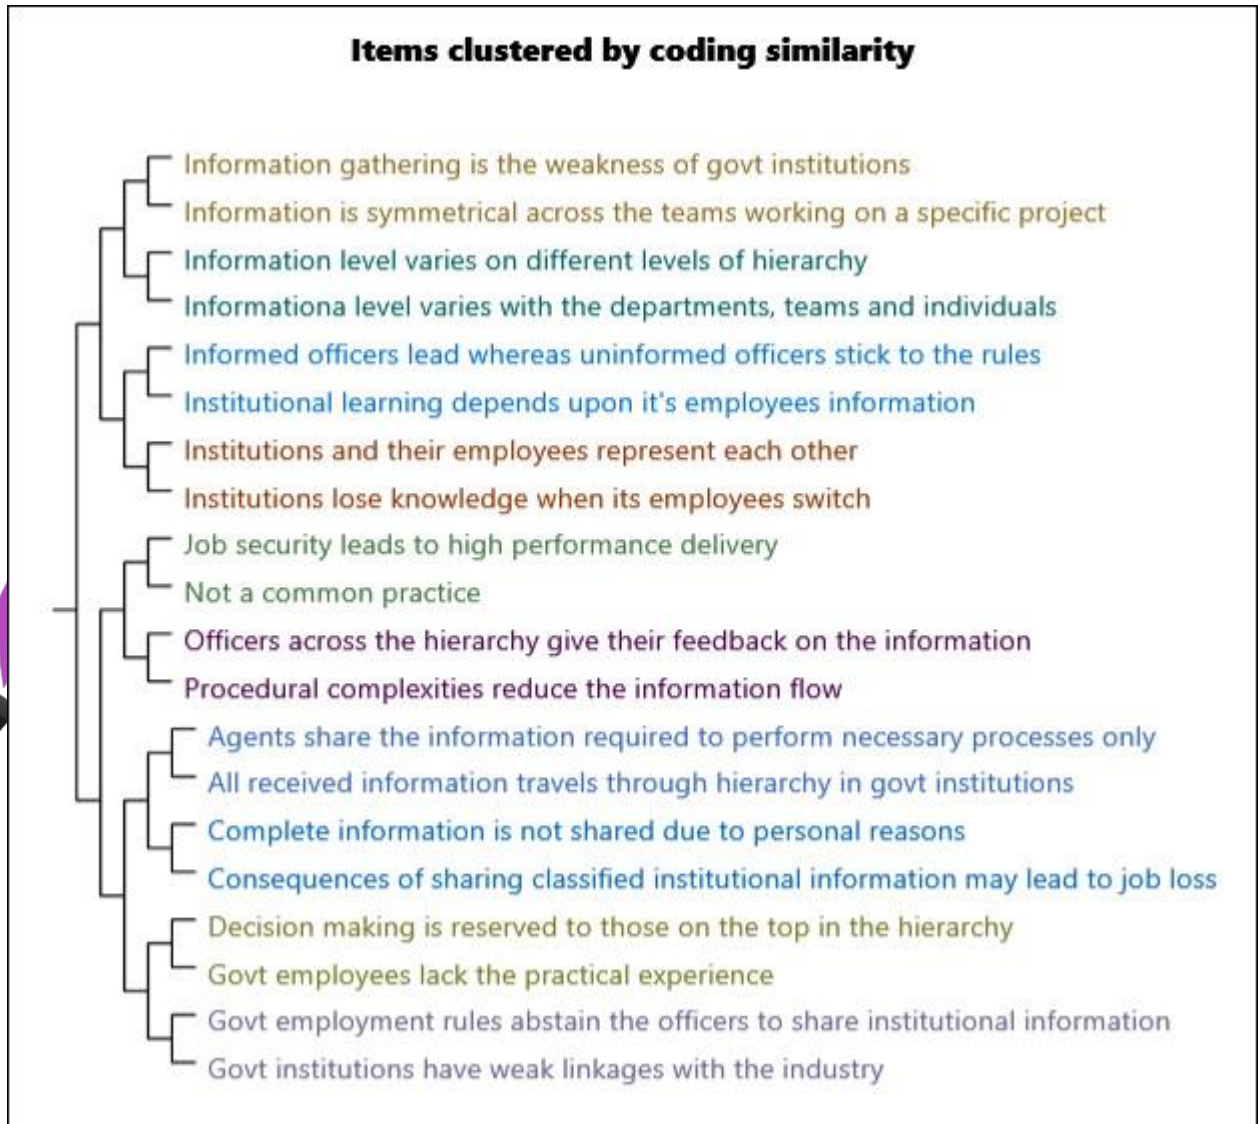 Items clustered by coding similarity
Information gathering is the weakness of govt institutions
Information is symmetrical across the teams working on a specific project
Information level varies on different levels of hierarchy
Informationa level varies with the departments, teams and individuals
Informed officers lead whereas uninformed officers stick to the rules
Institutional learning depends upon it's employees information
Institutions and their employees represent each other
Institutions lose knowledge when its employees switch
Job security leads to high performance delivery
Not a common practice
Officers across the hierarchy give their feedback on the information
Procedural complexities reduce the information flow
Agents share the information required to perform necessary processes only
All received information travels through hierarchy in govt institutions
Complete information is not shared due to personal reasons
Consequences of sharing classified institutional information may lead to job loss
Decision making is reserved to those on the top in the hierarchy
Govt employees lack the practical experience
Govt employment rules abstain the officers to share institutional information
Govt institutions have weak linkages with the industry